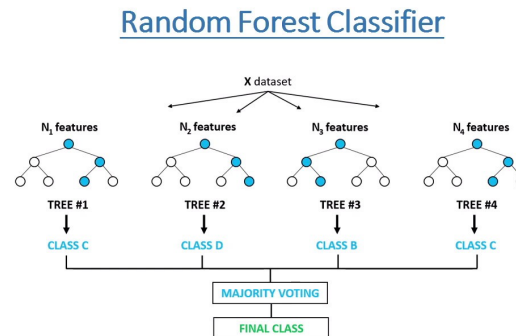 Random Forest Classifier
X dataset
N₁ features N₂ features N₃ features N₄ features
TREE #1 TREE #2 TREE #3 TREE #4
CLASS C CLASS D CLASS B CLASS C
MAJORITY VOTING
FINAL CLASS